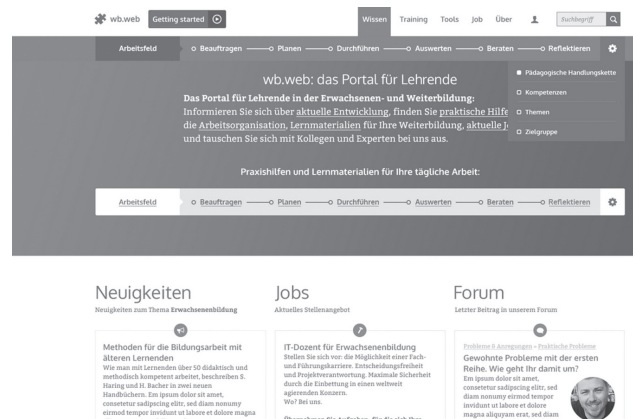 wb.web Getting started
Wissen Training Tools Job Über Suchbegriff
Arbeitsfeld Beauftragen Planen Durchführen Auswerten Beraten Reflektieren
Pädagogische Handlungskette
Kompetenzen
Themen
Zielgruppe
wb.web: das Portal für Lehrende
Das Portal für Lehrende in der Erwachsenen- und Weiterbildung:
Informieren Sie sich über aktuelle Entwicklung, finden Sie praktische Hilfe
die Arbeitsorganisation, Lernmaterialien für Ihre Weiterbildung, aktuelle
und tauschen Sie sich mit Kollegen und Experten bei uns aus.
Praxishilfen und Lernmaterialien für Ihre tägliche Arbeit:
Arbeitsfeld Beauftragen Planen Durchführen Auswerten Beraten Reflektieren
Neuigkeiten
Neuigkeiten zum Thema Erwachsenenbildung
Methoden für die Bildungsarbeit mit
älteren Lernenden
Wie man mit Lernenden über 50 didaktisch und
methodisch kompetent arbeitet, beschreiben S.
Haring und H. Bacher in zwei neuen
Handbüchern. Em ipsum dolor sit amet,
consetetur sadipscing elitr, sed diam nonumy
eirmod tempor invidunt ut labore et dolore magna
Jobs
Aktuelles Stellenangebot
IT-Dozent für Erwachsenenbildung
Stellen Sie sich vor: die Möglichkeit einer Fach-
und Führungskarriere. Entscheidungsfreiheit
und Projektverantwortung. Maximale Sicherheit
durch die Einbettung in einen weltweit
agierenden Konzern.
Wo? Bei uns.
Forum
Letzter Beitrag in unserem Forum
Probleme & Anregungen » Praktische Probleme
Gewohnte Probleme mit der ersten
Reihe. Wie geht Ihr damit um?
Em ipsum dolor sit amet,
consetetur sadipscing elitr, sed
diam nonumy eirmod tempor
invidunt ut labore et dolore
magna aliquyam erat, sed diam